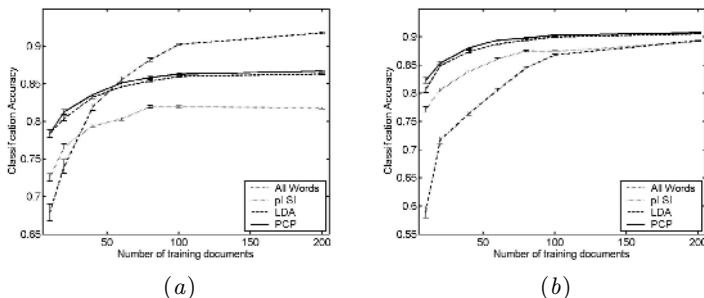 0.9
0.85
0.8
0.75
0.7
0.65
Classification Accuracy
50
100
150
200
Number of training documents
All Words
pLSI
LDA
PCP
(a)
0.9
0.85
0.8
0.75
0.7
0.65
0.6
0.55
Classification Accuracy
50
100
150
200
Number of training documents
All Words
pLSI
LDA
PCP
(b)